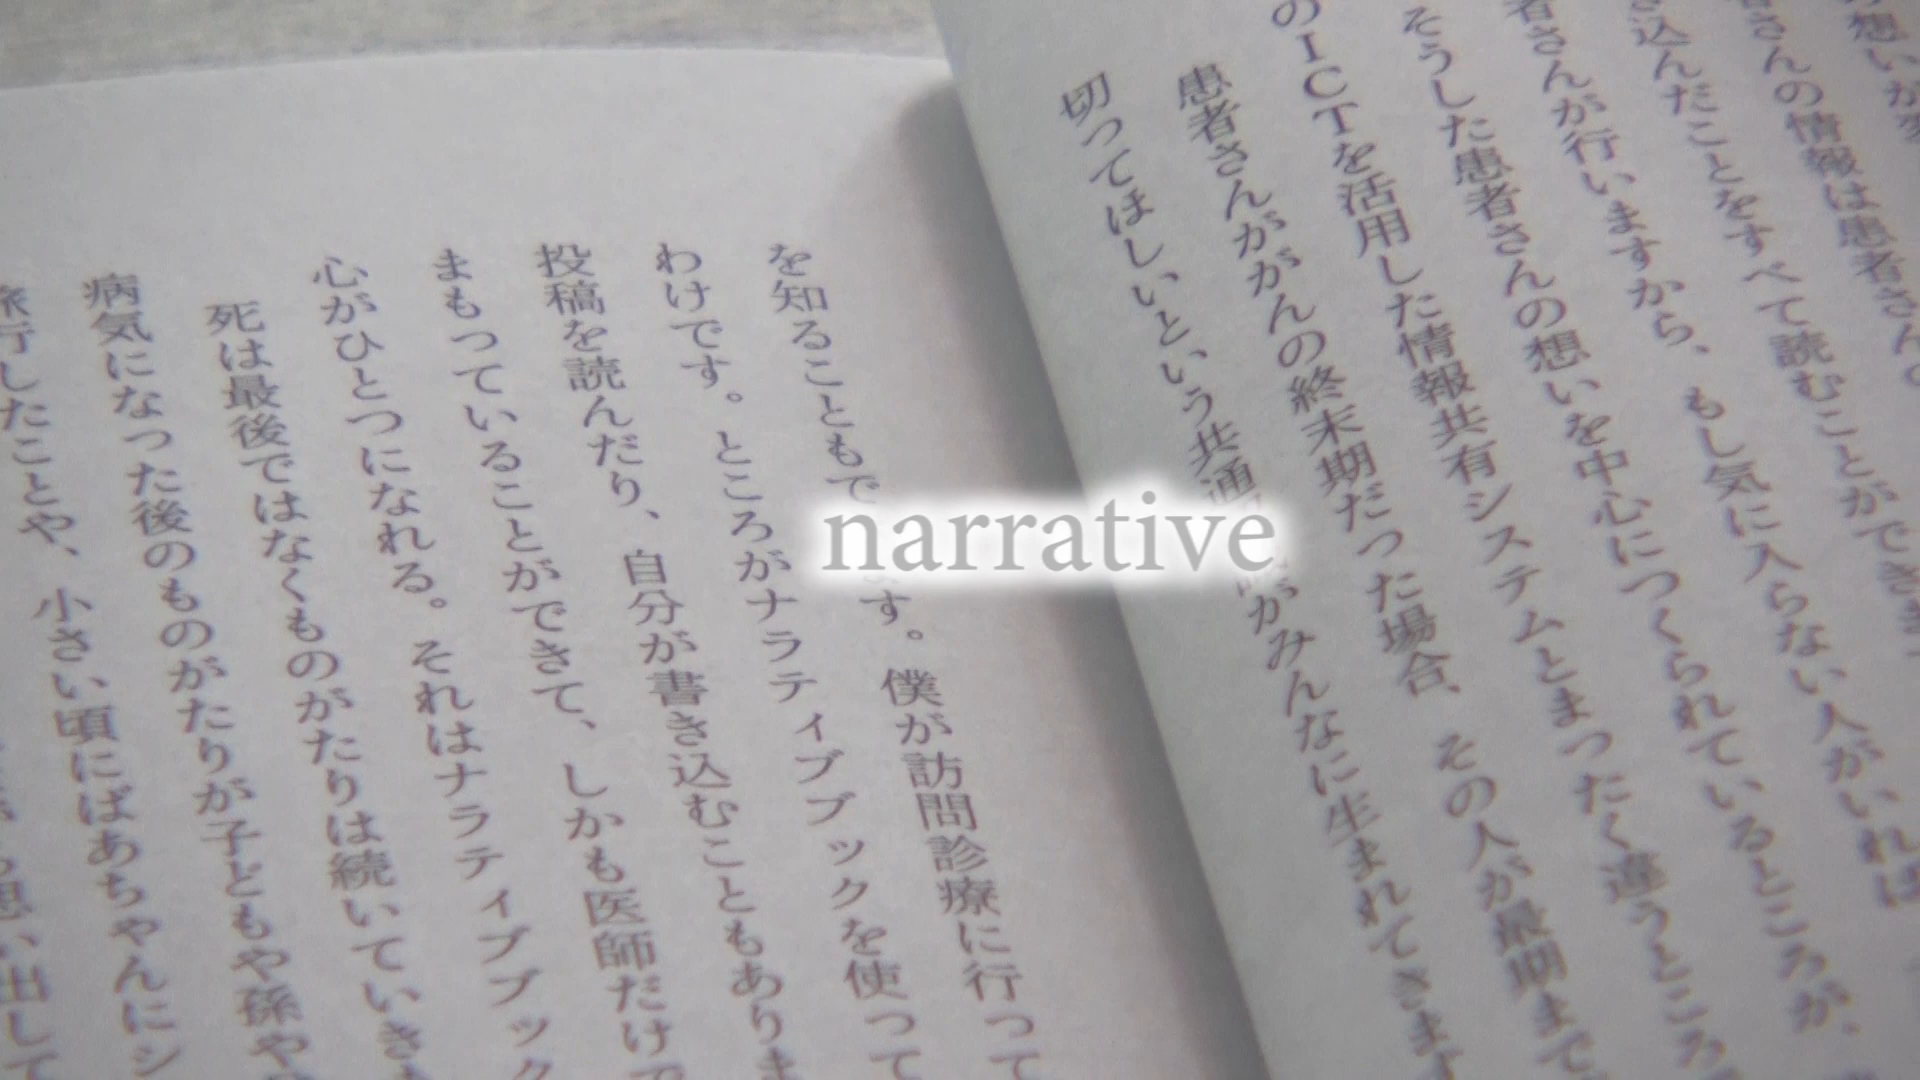 想いがあ
さんの情報は患者さんで
き込んだことをすべて読むことができま
者さんが行いますから、もし気に入らない人がいれば
そうした患者さんの想いを中心につくられているところが、
のICTを活用した情報共有システムとまったく違うところ
患者さんががんの終末期だった場合、その人が最期まで
切ってほしいという共通 がみんなに生まれてきます
を知ることもで す。僕が訪問診療に行って
わけです。ところがナラティブブックを使って
投稿を読んだり、自分が書き込むこともありま
まもっていることができて、しかも医師だけで
心がひとつになれる。それはナラティブブック
死は最後ではなくものがたりは続いていき
病気になった後のものがたりが子どもや孫や
旅行したことや、小さい頃にばあちゃんにシ
思い出して
narrative